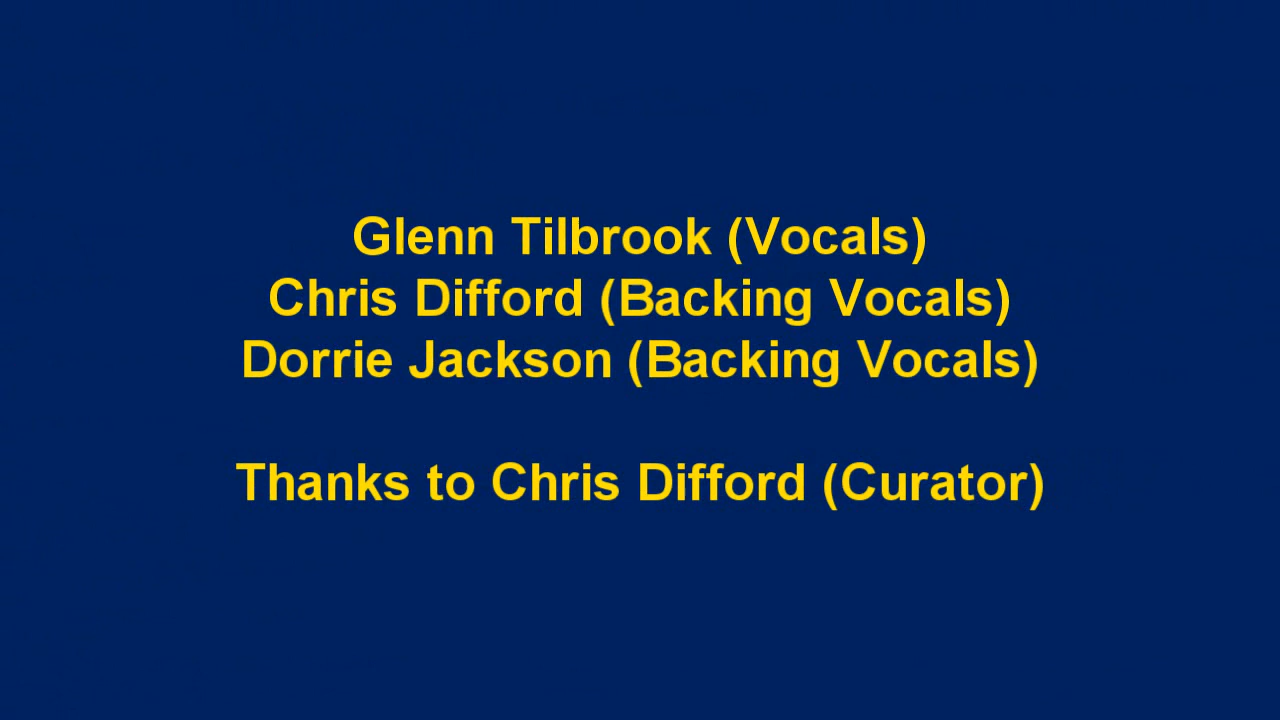 Glenn Tilbrook (Vocals)
Chris Difford (Backing Vocals)
Dorrie Jackson (Backing Vocals)
Thanks to Chris Difford (Curator)